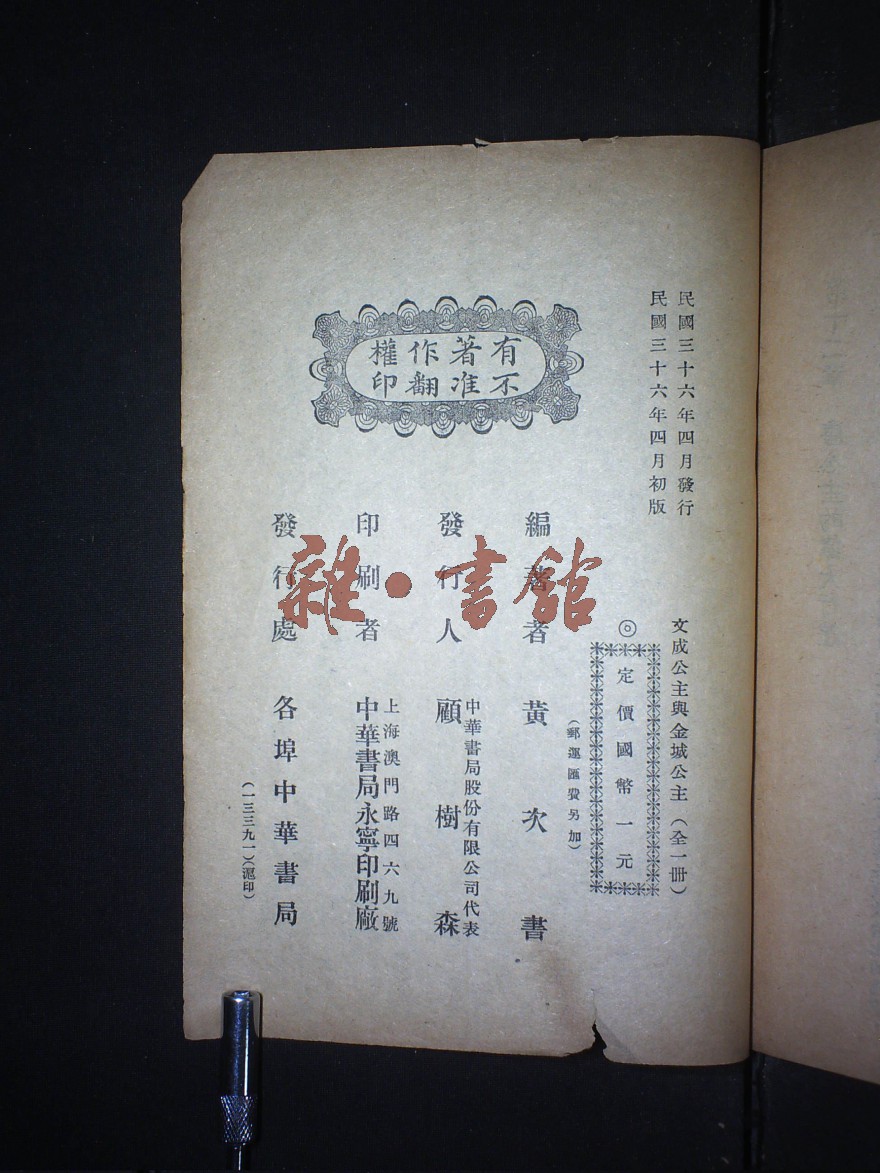 民國三十六年四月發行
民國三十六年四月初版
文成公主與金城公主（全一冊）
◎定價國幣一元
（郵運匯費另加）
有著作權
不准翻印
編著者 黃次書
發行人 中華書局股份有限公司代表
顧樹森
印刷者 上海澳門路四六九號
中華書局永寧印刷廠
發行處 各埠中華書局
（一三三九一）（滬印）
雜·書館